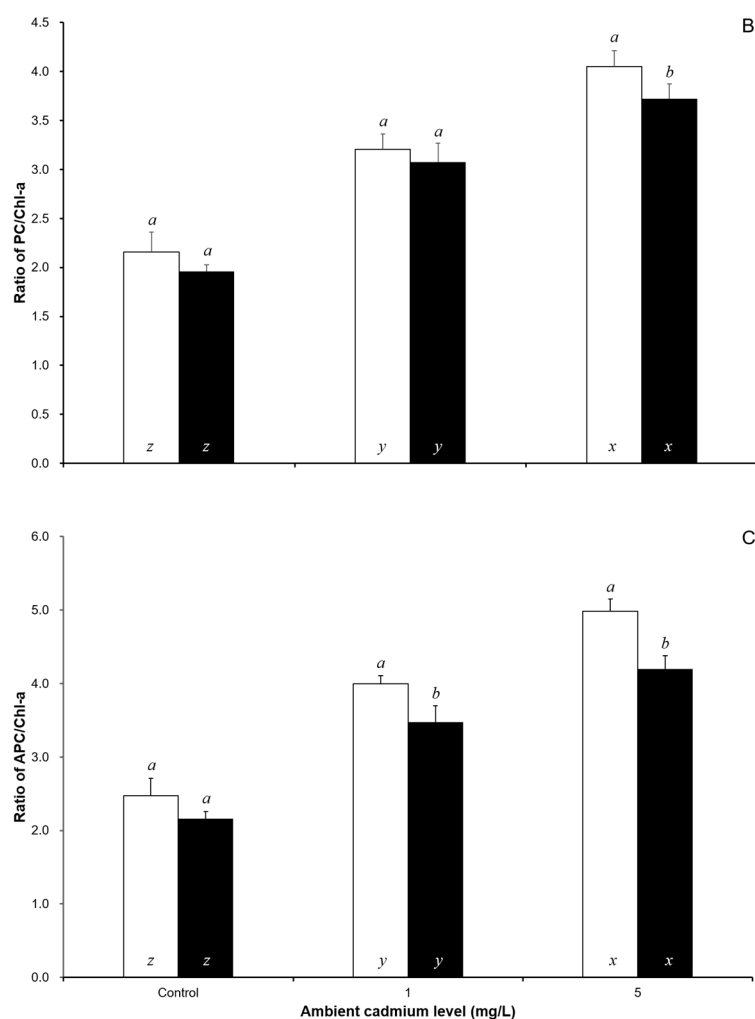 B
Ratio of PC/Chl-a
4.5
4.0
3.5
3.0
2.5
2.0
1.5
1.0
0.5
0.0
a
a
a
a
a
b
z
z
y
y
x
x
C
Ratio of APC/Chl-a
6.0
5.0
4.0
3.0
2.0
1.0
0.0
a
a
a
b
a
b
z
z
y
y
x
x
Control
1
5
Ambient cadmium level (mg/L)